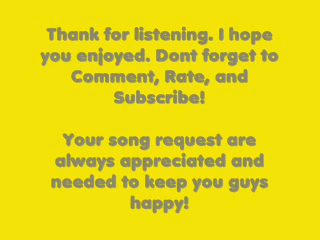 Thank for listening. I hope
you enjoyed. Dont forget to
Comment, Rate, and
Subscribe!
Your song request are
always appreciated and
needed to keep you guys
happy!